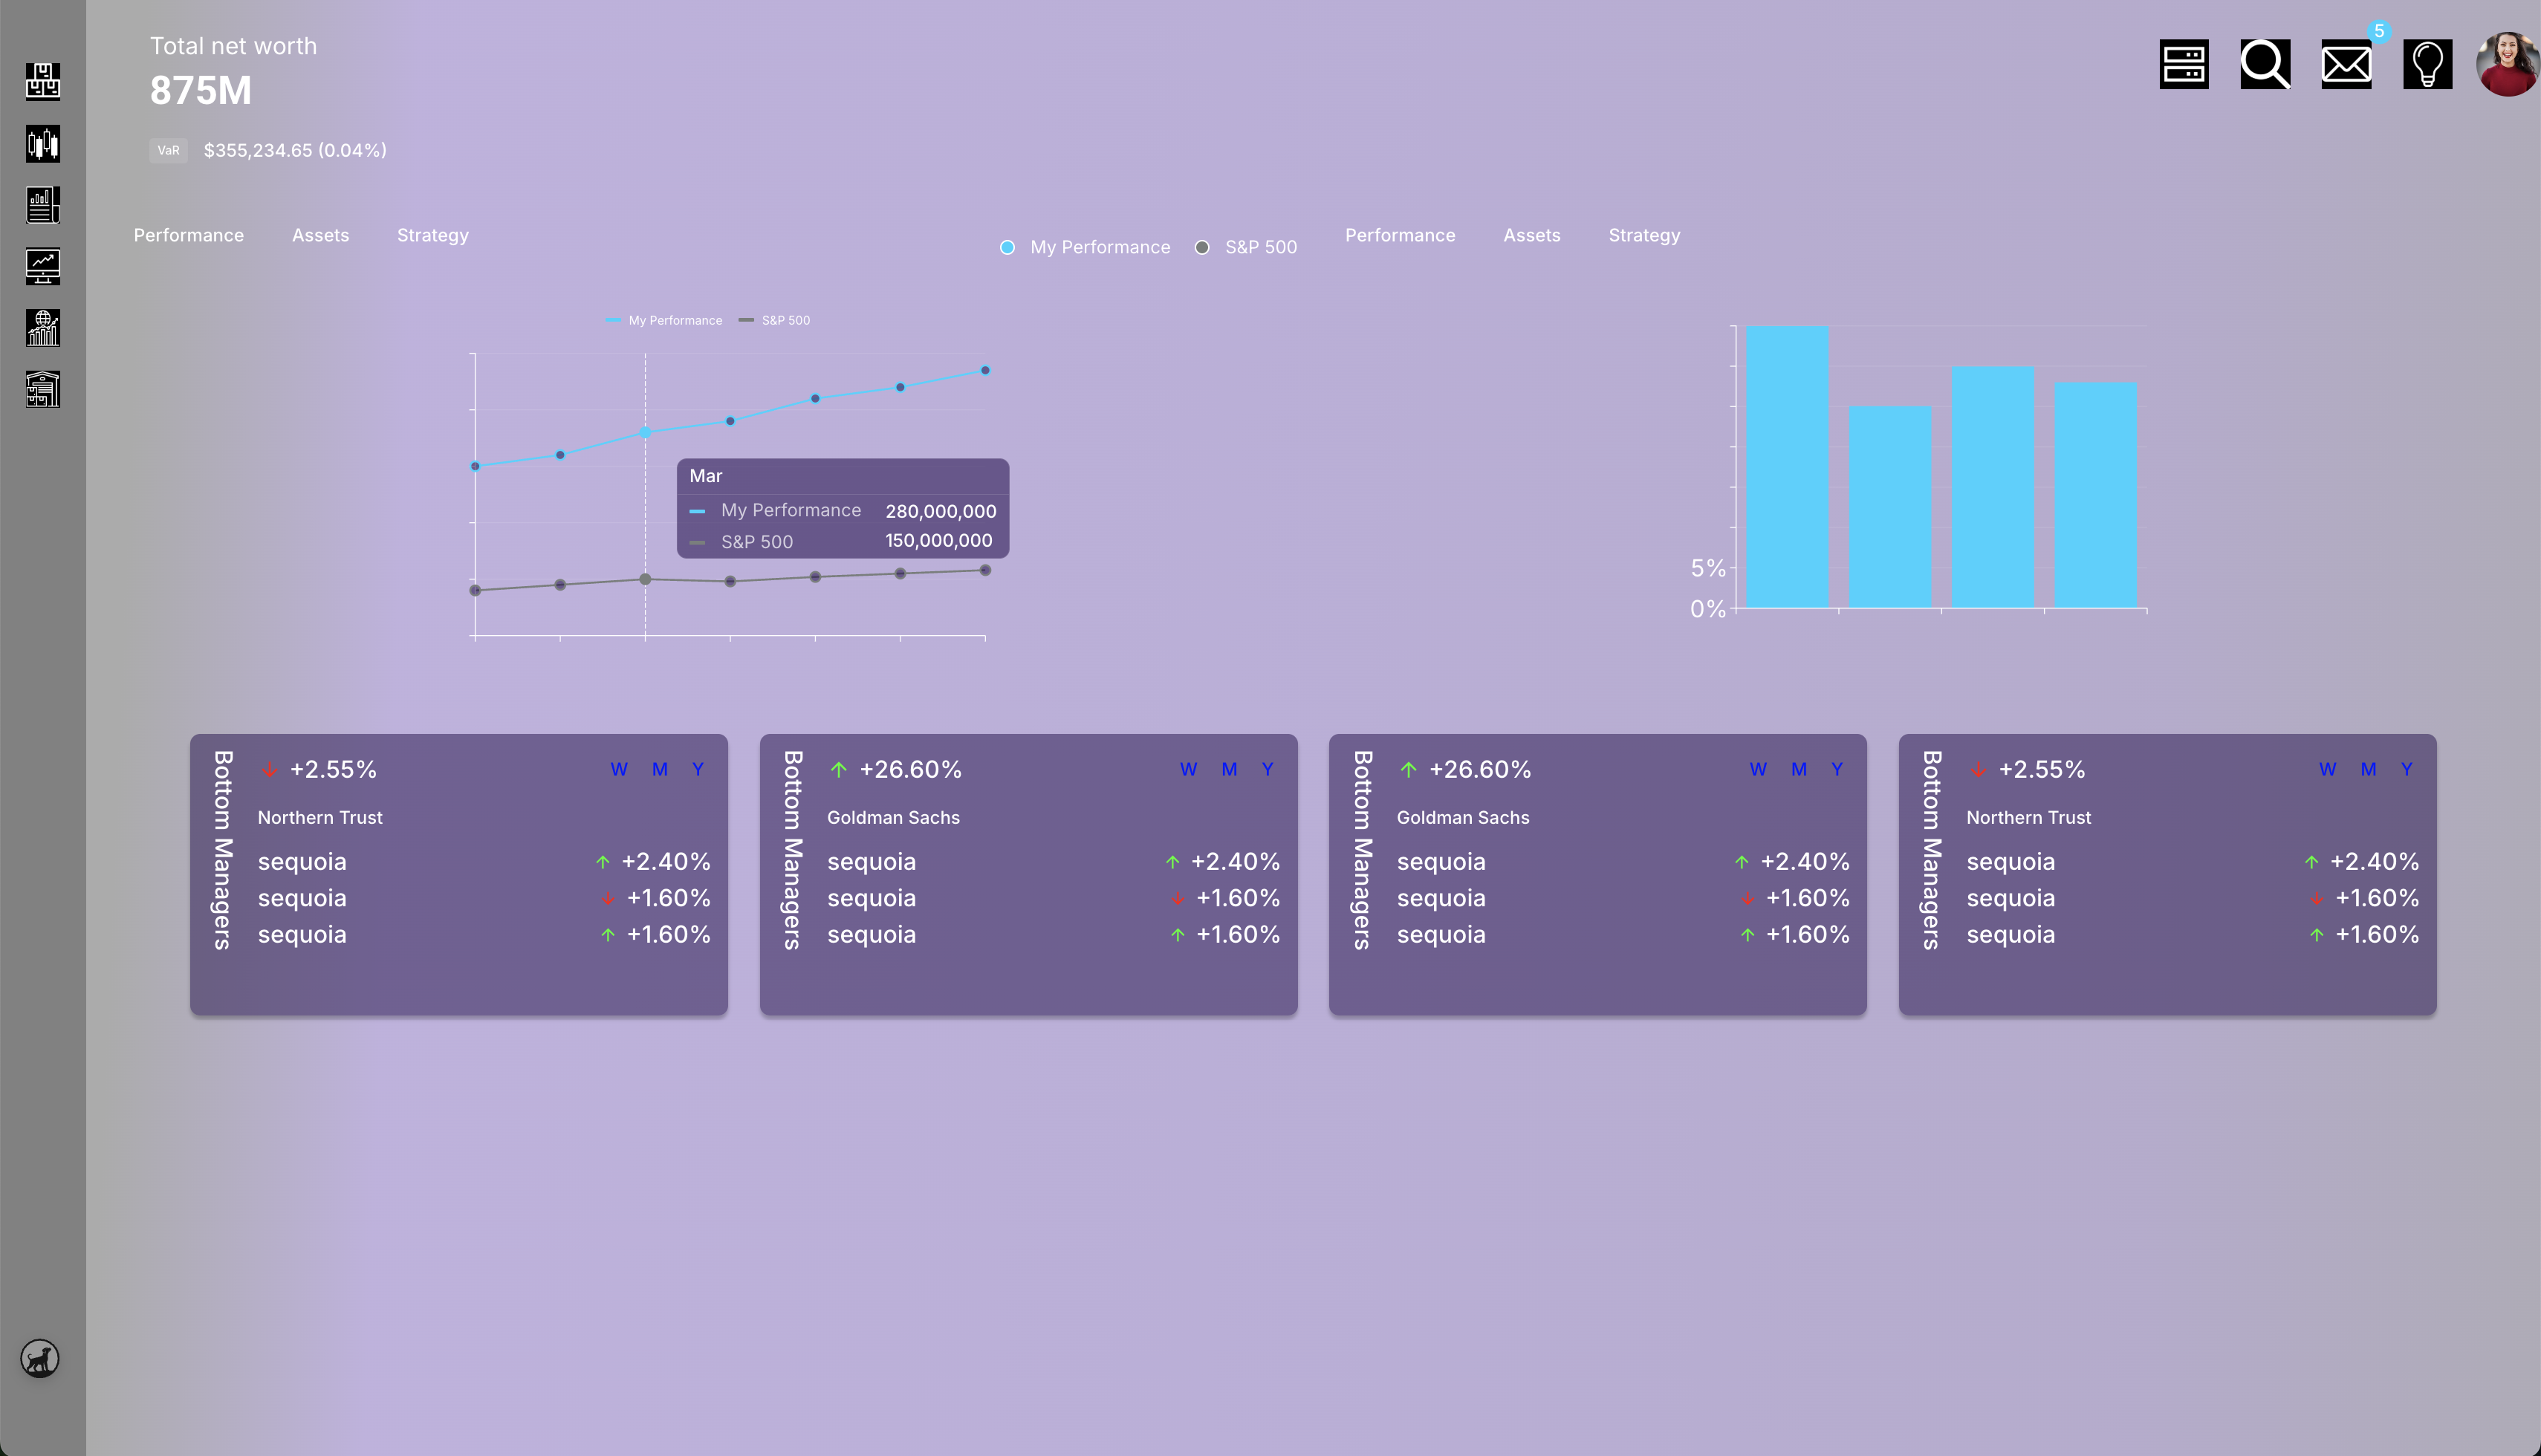 Total net worth
875M
5
VaR $355,234.65 (0.04%)
Performance Assets Strategy
My Performance S&P 500
Performance Assets Strategy
My Performance S&P 500
Mar
My Performance 280,000,000
S&P 500 150,000,000
5%
0%
Bottom Managers
+2.55% W M Y
Northern Trust
sequoia +2.40%
sequoia +1.60%
sequoia +1.60%
Bottom Managers
+26.60% W M Y
Goldman Sachs
sequoia +2.40%
sequoia +1.60%
sequoia +1.60%
Bottom Managers
+26.60% W M Y
Goldman Sachs
sequoia +2.40%
sequoia +1.60%
sequoia +1.60%
Bottom Managers
+2.55% W M Y
Northern Trust
sequoia +2.40%
sequoia +1.60%
sequoia +1.60%